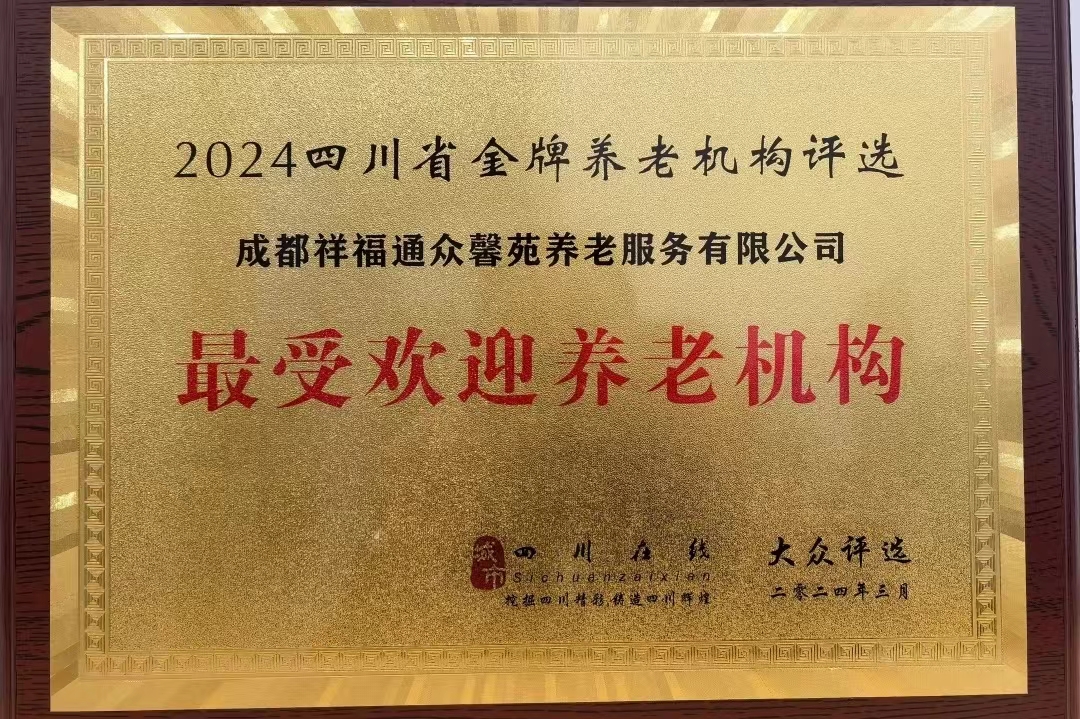 2024四川省金牌养老机构评选
成都祥福通众馨苑养老服务有限公司
最受欢迎养老机构
城市
四川在线
Sichuanzaixian
挖掘四川精彩,铸造四川辉煌
大众评选
二零二四年三月